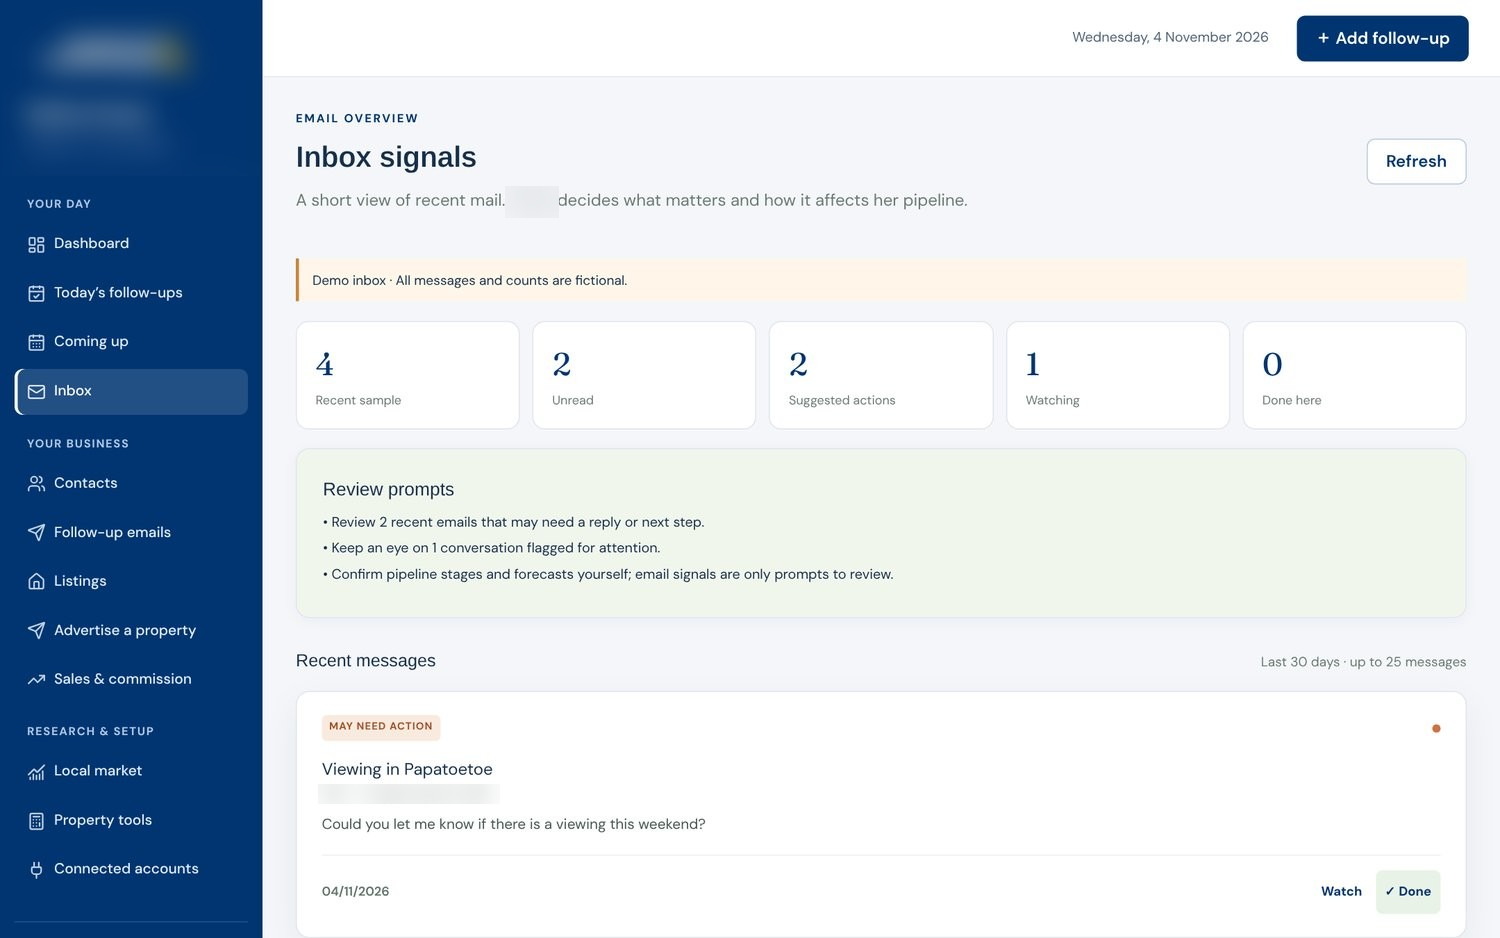 Wednesday, 4 November 2026
+ Add follow-up
YOUR DAY
Dashboard
Today’s follow-ups
Coming up
Inbox
YOUR BUSINESS
Contacts
Follow-up emails
Listings
Advertise a property
Sales & commission
RESEARCH & SETUP
Local market
Property tools
Connected accounts
EMAIL OVERVIEW
Inbox signals
Refresh
A short view of recent mail. decides what matters and how it affects her pipeline.
Demo inbox · All messages and counts are fictional.
4
Recent sample
2
Unread
2
Suggested actions
1
Watching
0
Done here
Review prompts
• Review 2 recent emails that may need a reply or next step.
• Keep an eye on 1 conversation flagged for attention.
• Confirm pipeline stages and forecasts yourself; email signals are only prompts to review.
Recent messages
Last 30 days · up to 25 messages
MAY NEED ACTION
Viewing in Papatoetoe
Could you let me know if there is a viewing this weekend?
04/11/2026
Watch
✓ Done